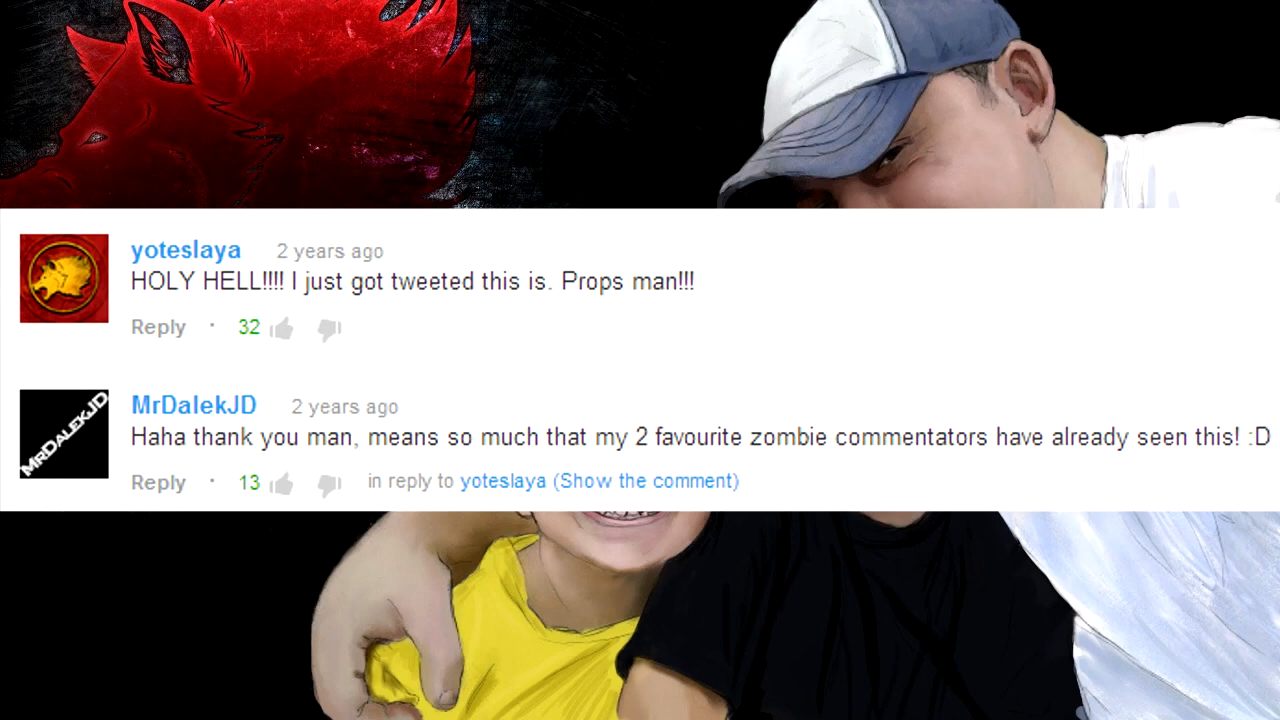 yoteslaya 2 years ago
HOLY HELL!!!! I just got tweeted this is. Props man!!!
Reply · 32
MrDalekJD
MrDalekJD 2 years ago
Haha thank you man, means so much that my 2 favourite zombie commentators have already seen this! :D
Reply · 13 in reply to yoteslaya (Show the comment)